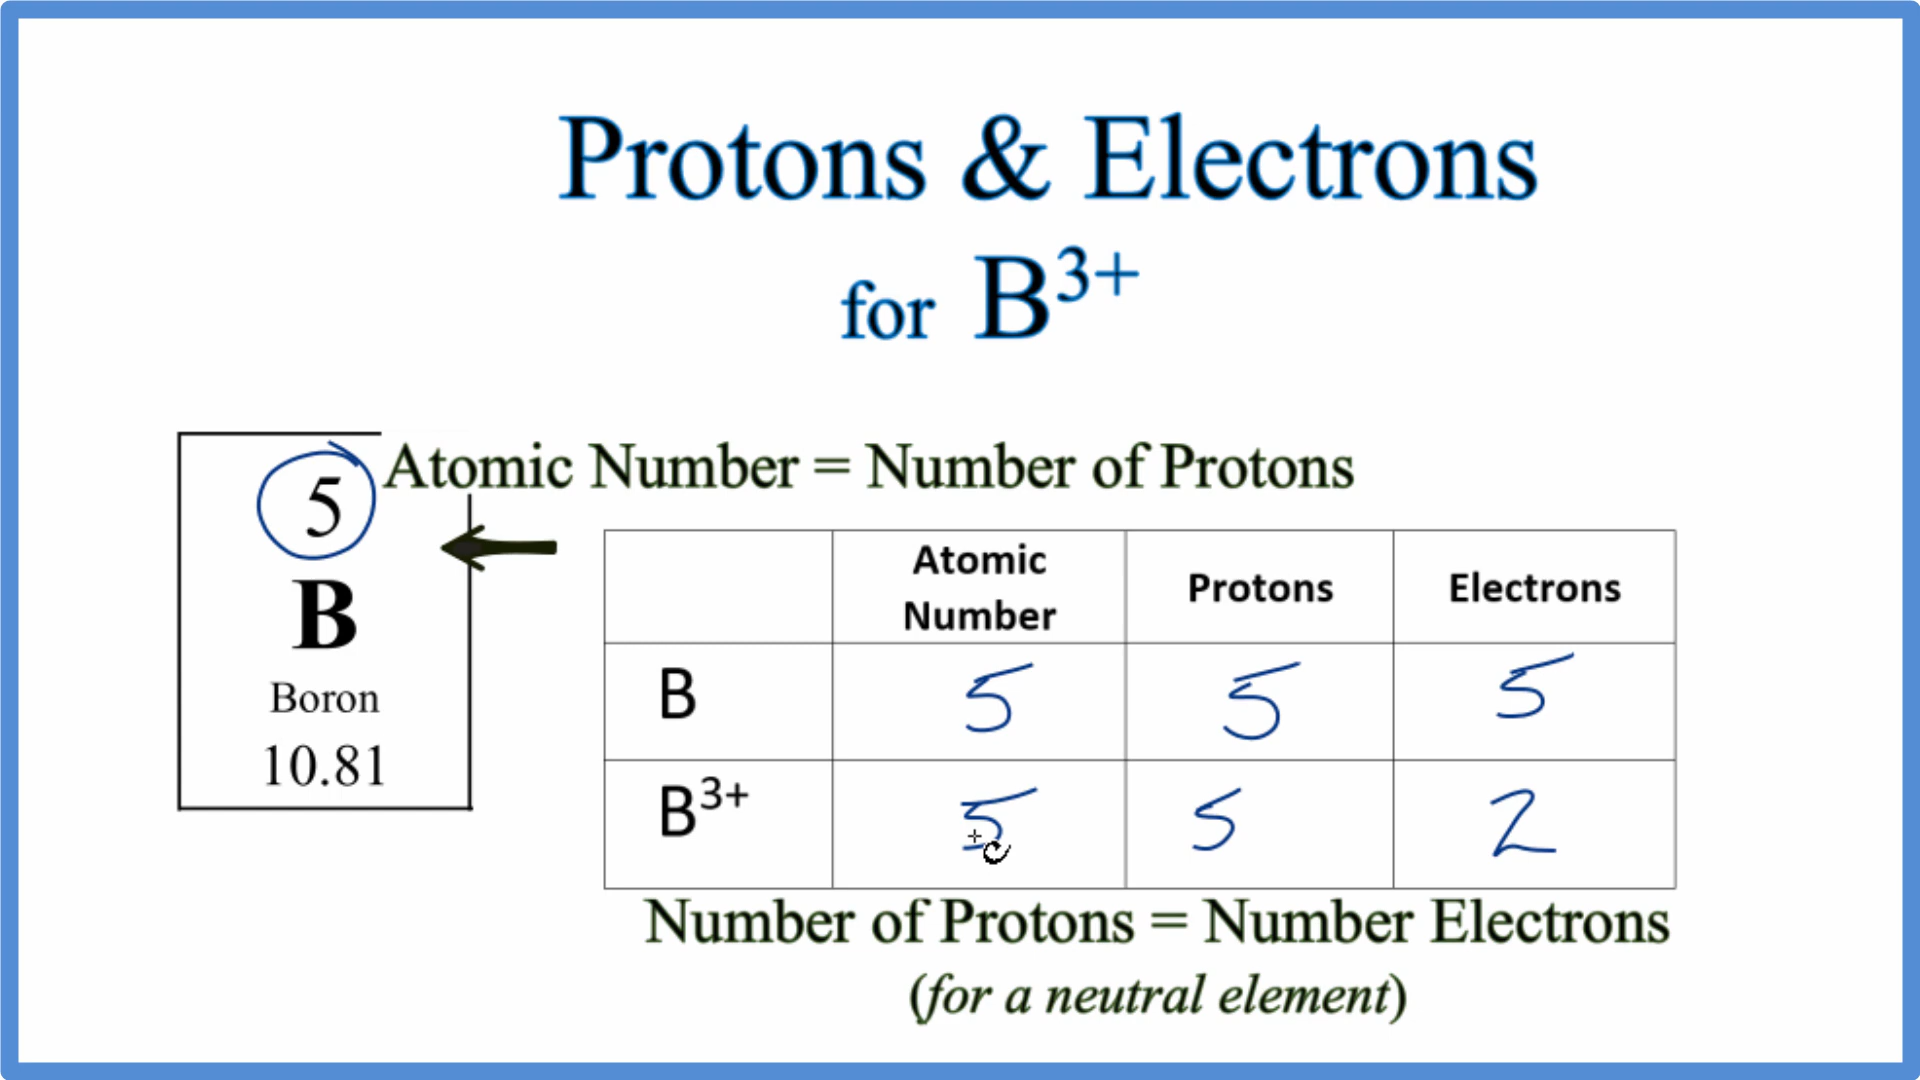 Protons & Electrons
for B³⁺
Atomic Number = Number of Protons
5
B
Boron
10.81
Atomic Number Protons Electrons
B 5 5 5
B³⁺ 5 5 2
Number of Protons = Number Electrons
(for a neutral element)